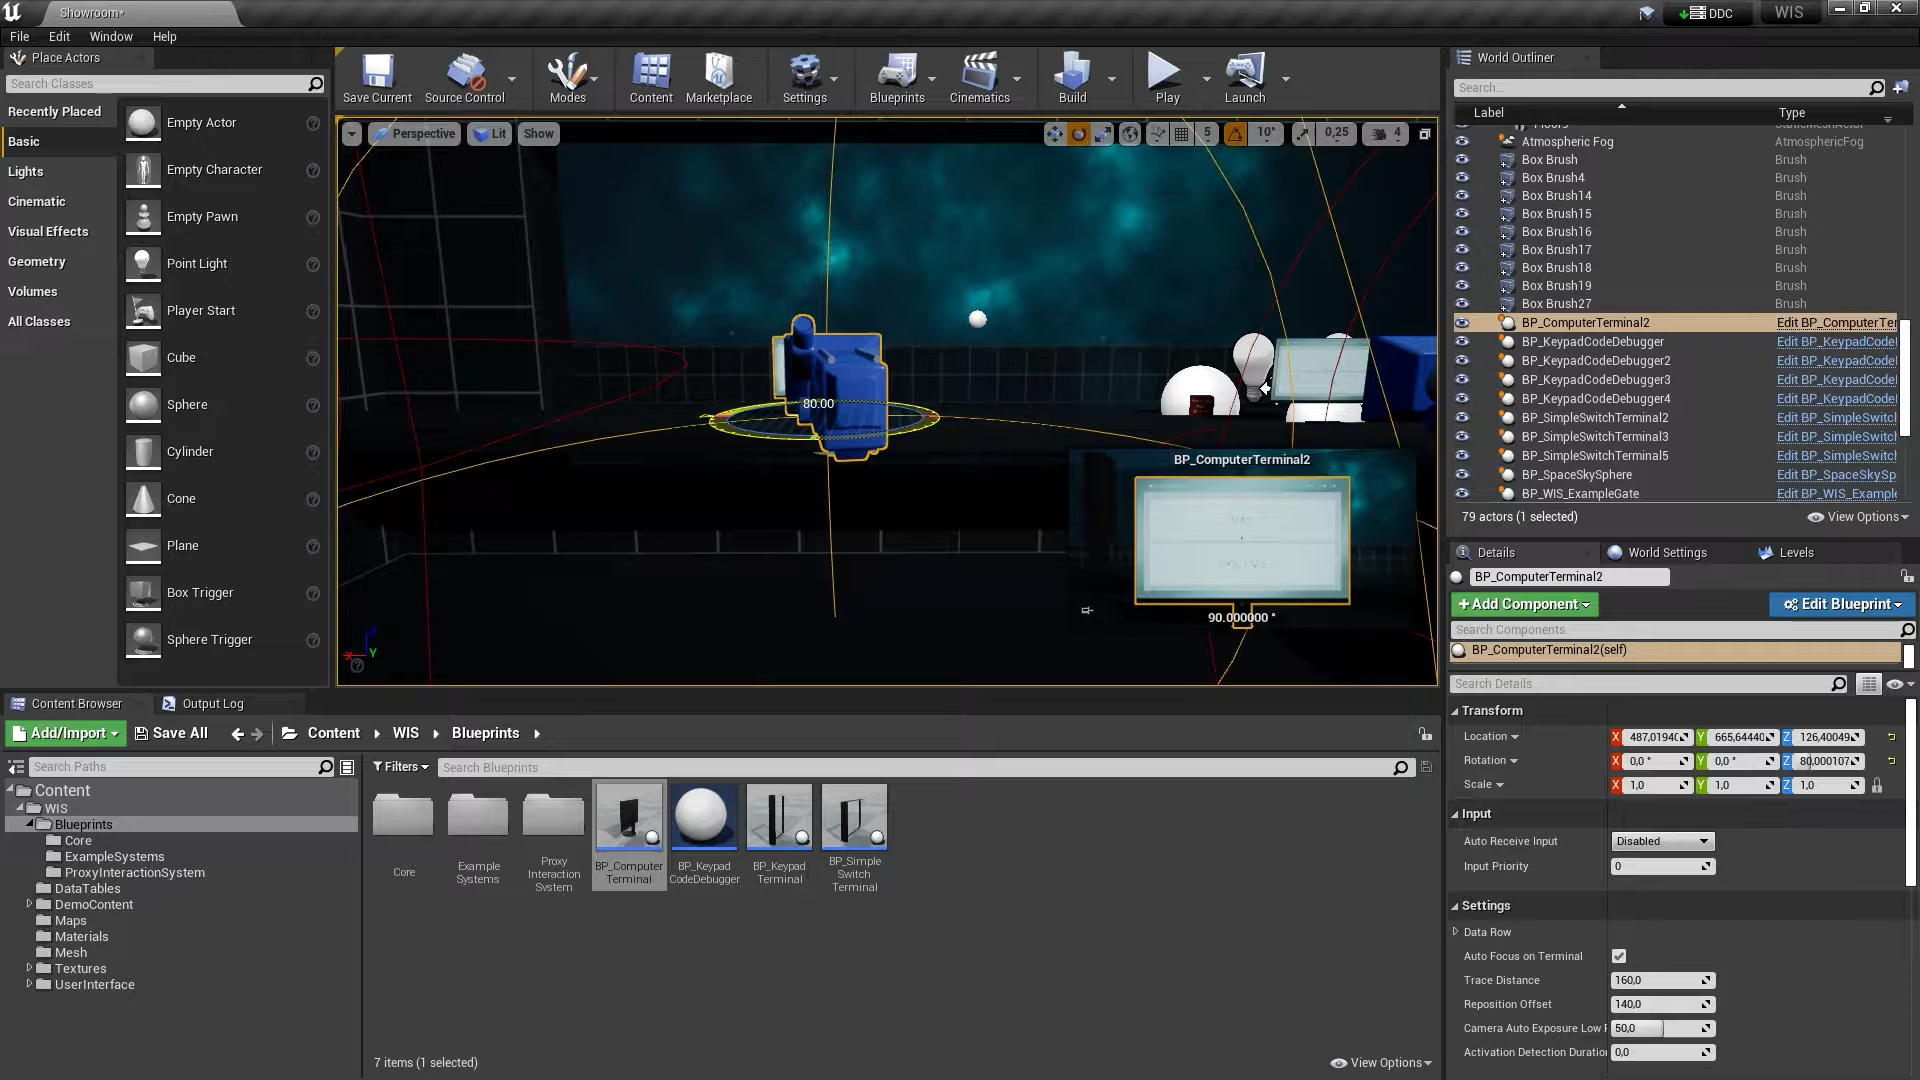 Showroom•
DDC
WIS
File
Edit
Window
Help
Place Actors
Search Classes
Recently Placed
Basic
Lights
Cinematic
Visual Effects
Geometry
Volumes
All Classes
Empty Actor
Empty Character
Empty Pawn
Point Light
Player Start
Cube
Sphere
Cylinder
Cone
Plane
Box Trigger
Sphere Trigger
Save Current
Source Control
Modes
Content
Marketplace
Settings
Blueprints
Cinematics
Build
Play
Launch
Perspective
Lit
Show
5
10°
0,25
4
80.00
BP_ComputerTerminal2
90.000000 °
X
Y
World Outliner
Search...
Label
Type
Atmospheric Fog
AtmosphericFog
Box Brush
Brush
Box Brush4
Brush
Box Brush14
Brush
Box Brush15
Brush
Box Brush16
Brush
Box Brush17
Brush
Box Brush18
Brush
Box Brush19
Brush
Box Brush27
Brush
BP_ComputerTerminal2
Edit BP_ComputerTer
BP_KeypadCodeDebugger
Edit BP_KeypadCodel
BP_KeypadCodeDebugger2
Edit BP_KeypadCodel
BP_KeypadCodeDebugger3
Edit BP_KeypadCodel
BP_KeypadCodeDebugger4
Edit BP_KeypadCodel
BP_SimpleSwitchTerminal2
Edit BP_SimpleSwitcl
BP_SimpleSwitchTerminal3
Edit BP_SimpleSwitcl
BP_SimpleSwitchTerminal5
Edit BP_SimpleSwitcl
BP_SpaceSkySphere
Edit BP_SpaceSkySp
BP_WIS_ExampleGate
Edit BP_WIS_Example
79 actors (1 selected)
View Options
Details
World Settings
Levels
BP_ComputerTerminal2
+Add Component
Edit Blueprint
Search Components
BP_ComputerTerminal2(self)
Search Details
Transform
Location
X
487,0194
Y
665,6444
Z
126,40049
Rotation
X
0,0 °
Y
0,0 °
Z
80,000107
Scale
X
1,0
Y
1,0
Z
1,0
Input
Auto Receive Input
Disabled
Input Priority
0
Settings
Data Row
Auto Focus on Terminal
Trace Distance
160,0
Reposition Offset
140,0
Camera Auto Exposure Low
50,0
Activation Detection Duratio
0,0
Content Browser
Output Log
Add/Import
Save All
Content
WIS
Blueprints
Search Paths
Filters
Search Blueprints
Content
WIS
Blueprints
Core
ExampleSystems
ProxyInteractionSystem
DataTables
DemoContent
Maps
Materials
Mesh
Textures
UserInterface
Core
Example
Systems
Proxy
Interaction
System
BP_Computer
Terminal
BP_Keypad
CodeDebugger
BP_Keypad
Terminal
BP_Simple
Switch
Terminal
7 items (1 selected)
View Options